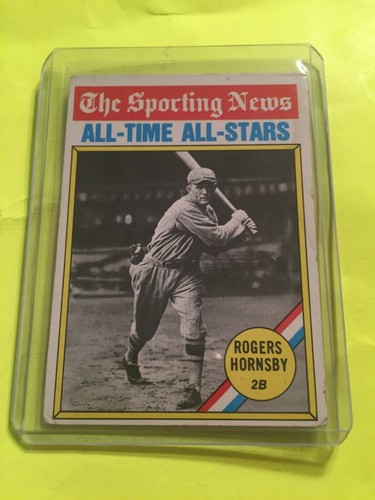 The Sporting News
ALL-TIME ALL-STARS
ROGERS
HORNSBY
2B